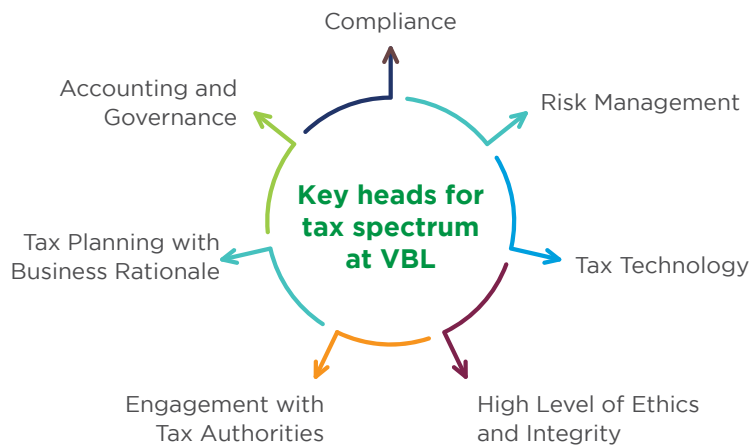 Compliance
Risk Management
Tax Technology
High Level of Ethics
and Integrity
Engagement with
Tax Authorities
Tax Planning with
Business Rationale
Accounting and
Governance
Key heads for
tax spectrum
at VBL